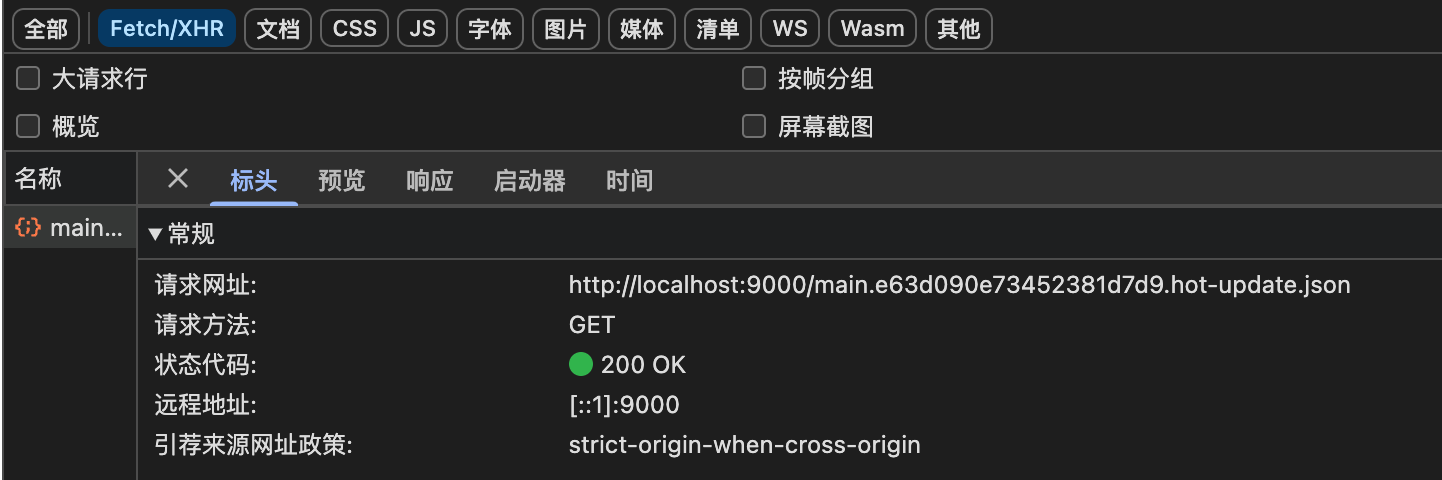 全部 Fetch/XHR 文档 CSS JS 字体 图片 媒体 清单 WS Wasm 其他
大请求行 按帧分组
概览 屏幕截图
名称 标头 预览 响应 启动器 时间
main... 常规
请求网址: http://localhost:9000/main.e63d090e73452381d7d9.hot-update.json
请求方法: GET
状态代码: 200 OK
远程地址: [::1]:9000
引荐来源网址政策: strict-origin-when-cross-origin